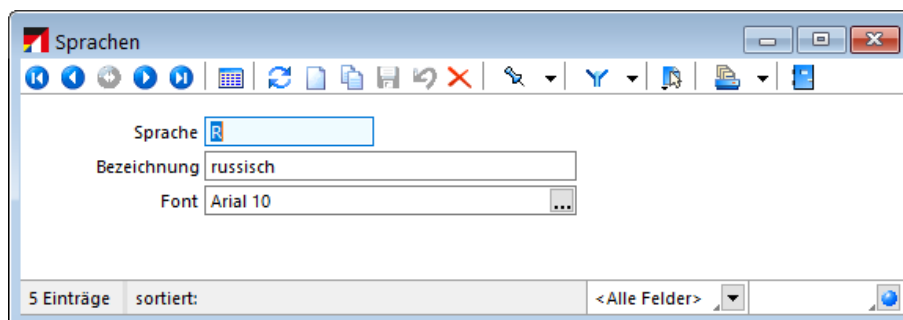 Sprachen
Sprache R
Bezeichnung russisch
Font Arial 10 ...
5 Einträge sortiert: <Alle Felder>